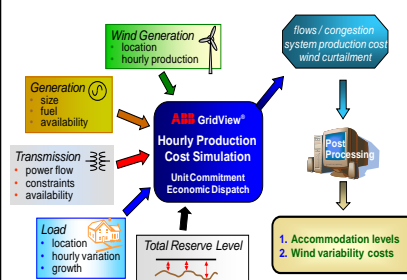 Wind Generation
• location
• hourly production
flows / congestion
system production cost
wind curtailment
Generation
• size
• fuel
• availability
ABB GridView®
Hourly Production
Cost Simulation
Unit Commitment
Economic Dispatch
Post
Processing
Transmission
• power flow
• constraints
• availability
Load
• location
• hourly variation
• growth
Total Reserve Level
1. Accommodation levels
2. Wind variability costs